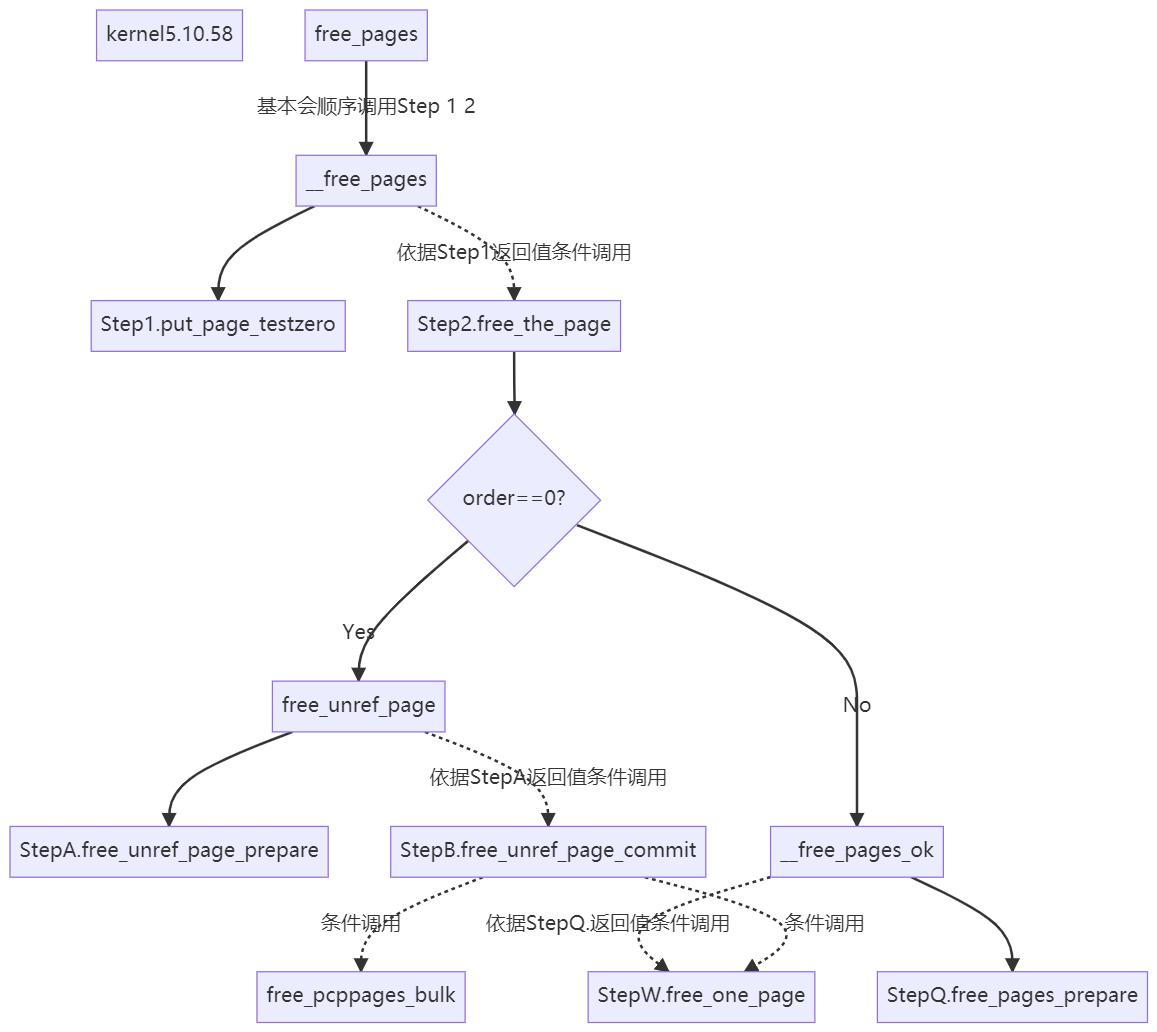 kernel5.10.58
free_pages
基本会顺序调用Step 1 2
__free_pages
依据Step1返回值条件调用
Step1.put_page_testzero
Step2.free_the_page
order==0?
Yes
No
free_unref_page
依据StepA返回值条件调用
StepA.free_unref_page_prepare
StepB.free_unref_page_commit
__free_pages_ok
条件调用
依据StepQ.返回值条件调用
条件调用
free_pcppages_bulk
StepW.free_one_page
StepQ.free_pages_prepare